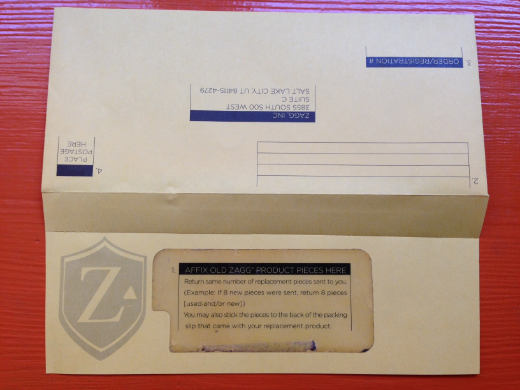 3.
ORDER/REGISTRATION #
ZAGG, INC
3855 SOUTH 500 WEST
SUITE C
SALT LAKE CITY, UT 84115-4279
4.
PLACE
POSTAGE
HERE
2.
Z
1. AFFIX OLD ZAGG™ PRODUCT PIECES HERE
Return same number of replacement pieces sent to you.
(Example: If 8 new pieces were sent, return 8 pieces
[used and/or new])
You may also stick the pieces to the back of the packing
slip that came with your replacement product.